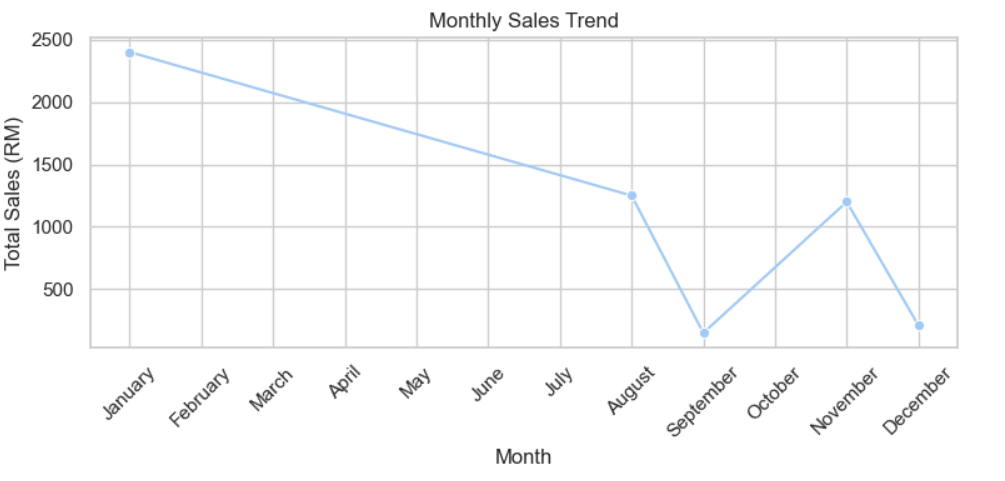 Monthly Sales Trend
Total Sales (RM)
2500
2000
1500
1000
500
January
February
March
April
May
June
July
August
September
October
November
December
Month